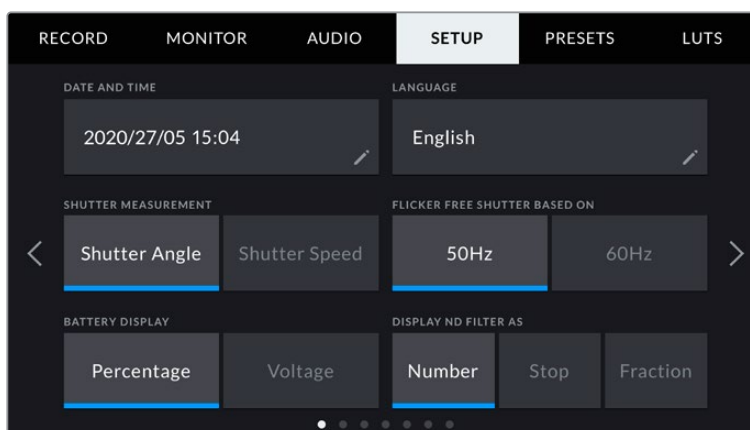 RECORD MONITOR AUDIO SETUP PRESETS LUTS
DATE AND TIME LANGUAGE
2020/27/05 15:04 English
SHUTTER MEASUREMENT FLICKER FREE SHUTTER BASED ON
Shutter Angle Shutter Speed 50Hz 60Hz
BATTERY DISPLAY DISPLAY ND FILTER AS
Percentage Voltage Number Stop Fraction